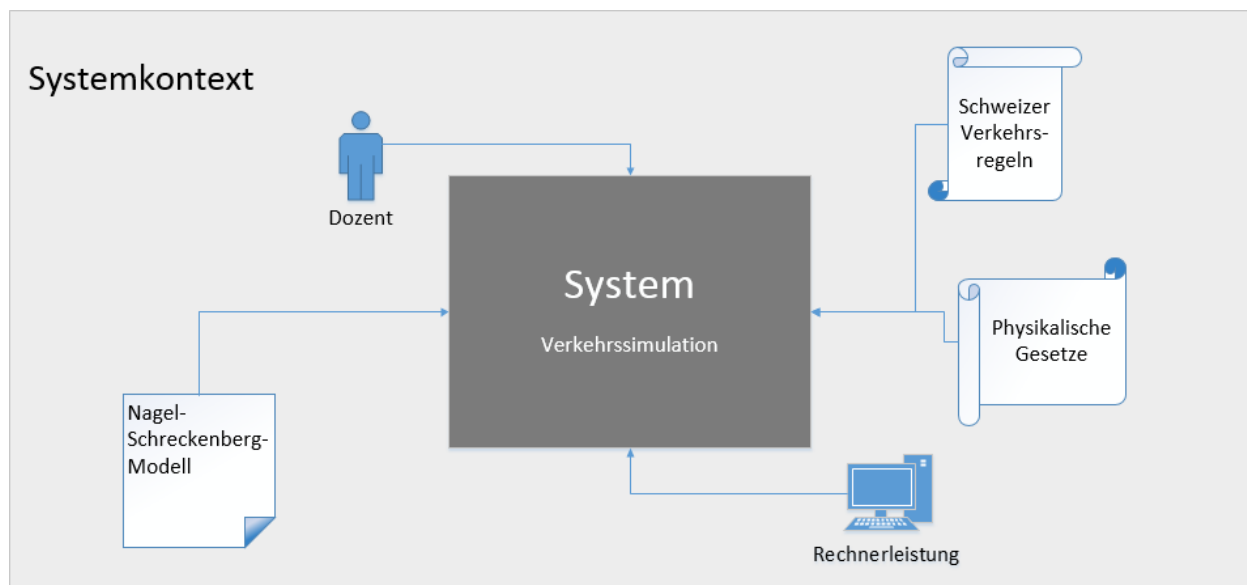 Systemkontext
Dozent
Schweizer
Verkehrs-
regeln
System
Verkehrssimulation
Physikalische
Gesetze
Nagel-
Schreckenberg-
Modell
Rechnerleistung